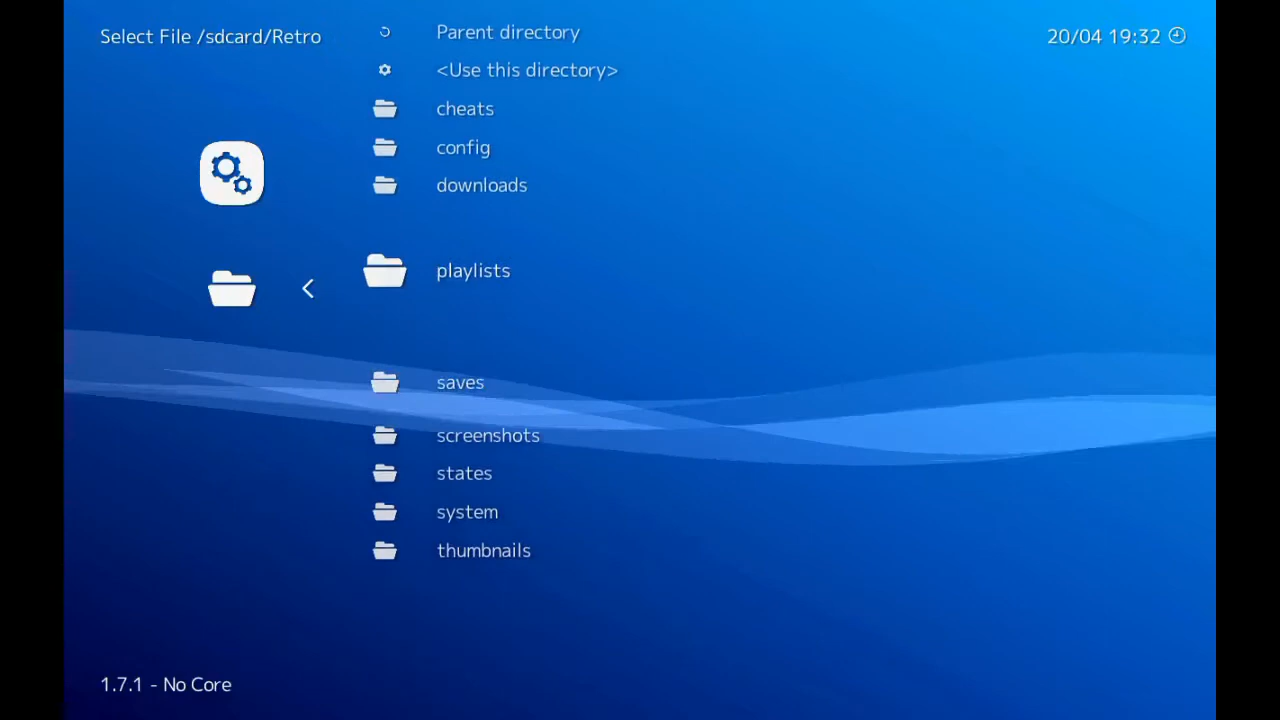 Select File /sdcard/Retro
20/04 19:32
Parent directory
<Use this directory>
cheats
config
downloads
playlists
saves
screenshots
states
system
thumbnails
1.7.1 - No Core